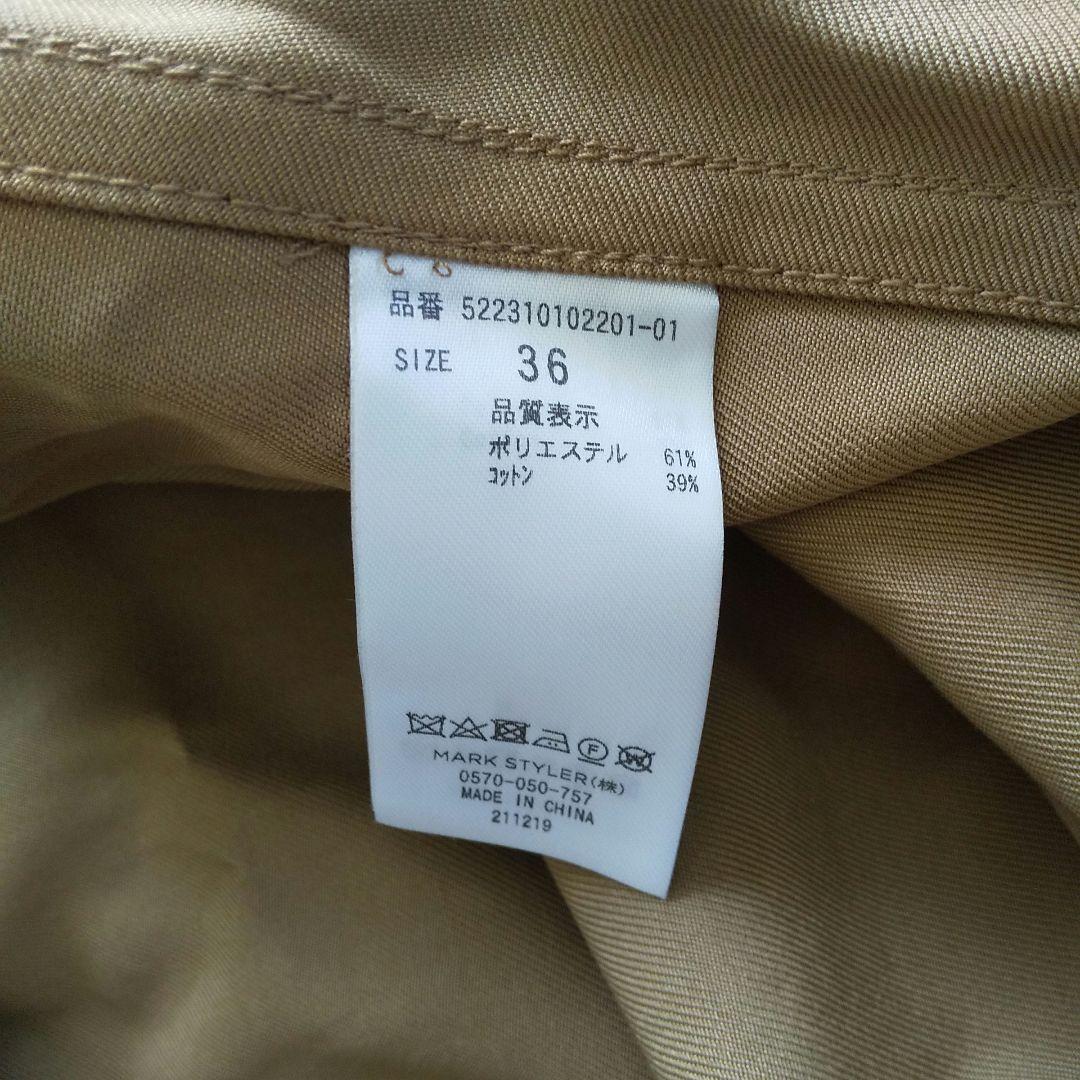 品番 522310102201-01
SIZE 36
品質表示
ポリエステル 61%
コットン 39%
F W
MARK STYLER(株)
0570-050-757
MADE IN CHINA
211219